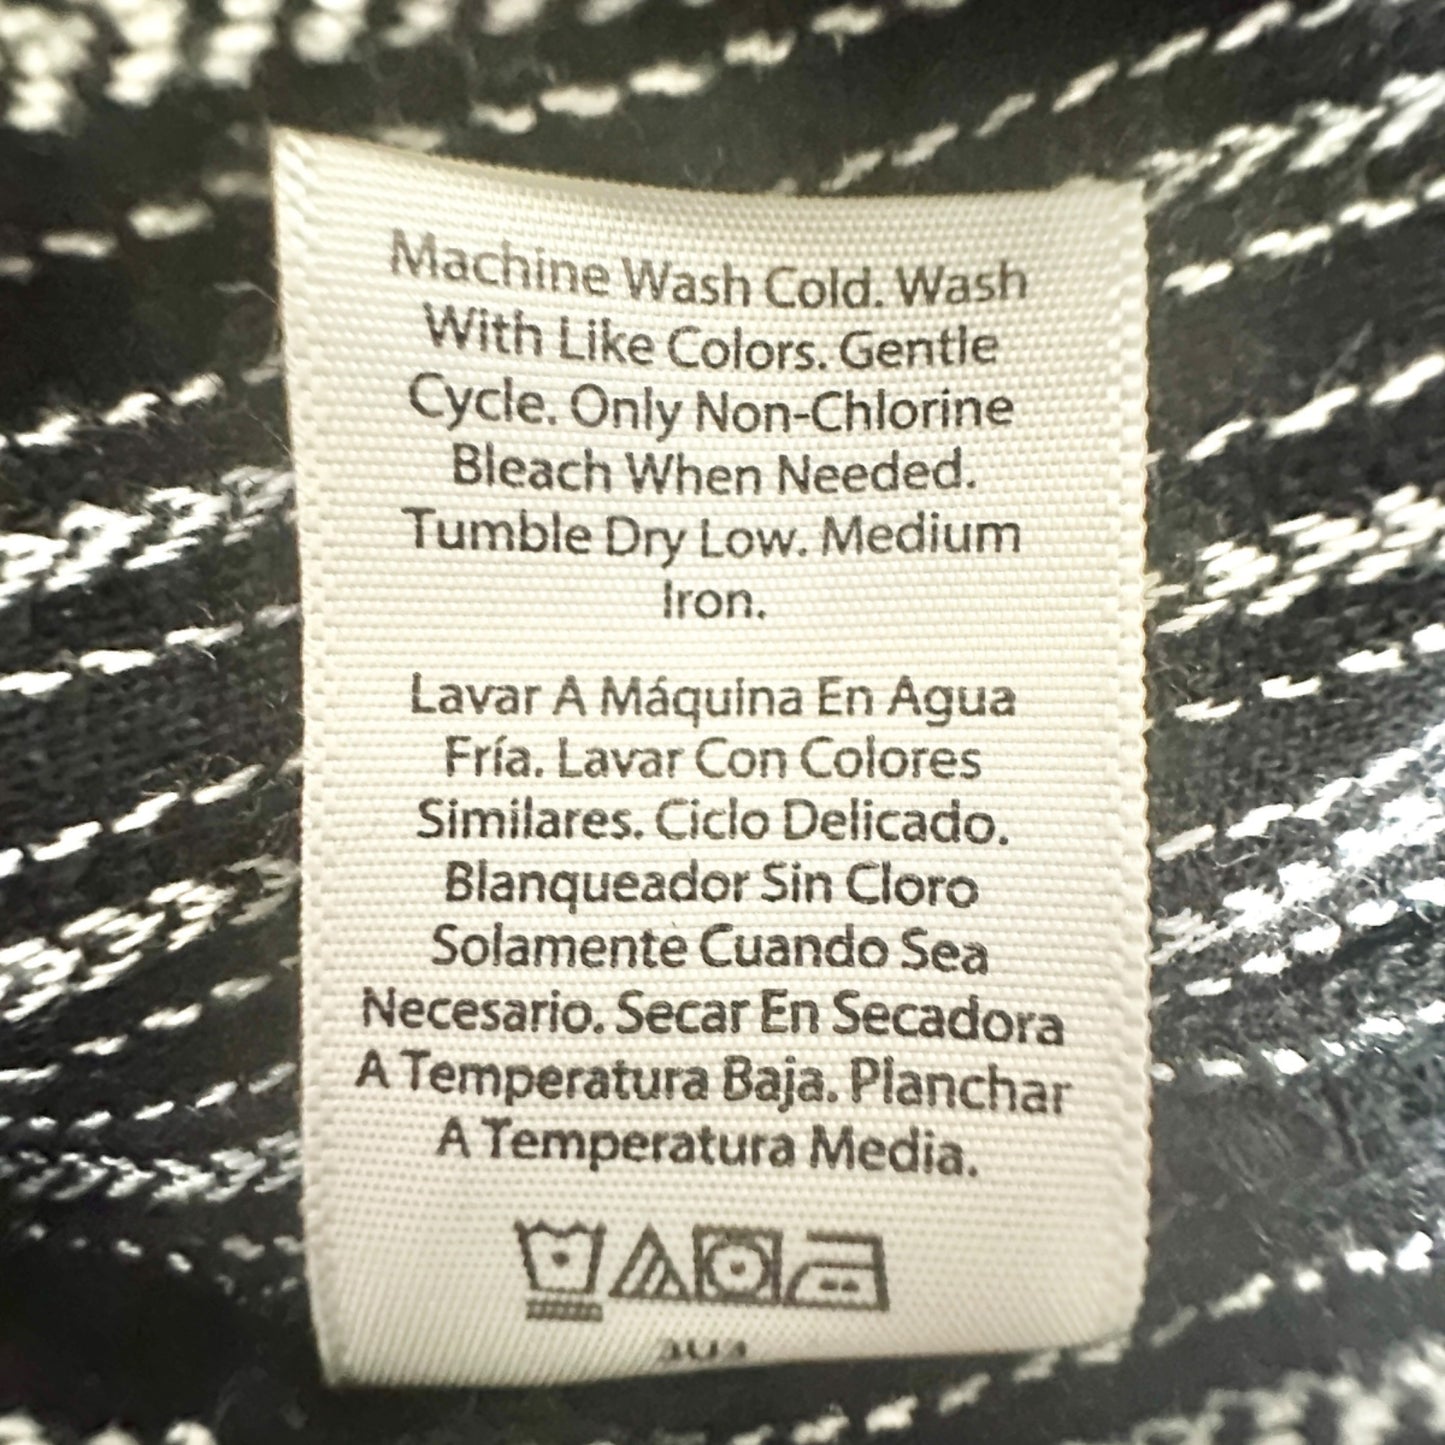 Machine Wash Cold. Wash
With Like Colors. Gentle
Cycle. Only Non-Chlorine
Bleach When Needed.
Tumble Dry Low. Medium
Iron.
Lavar A Máquina En Agua
Fría. Lavar Con Colores
Similares. Ciclo Delicado.
Blanqueador Sin Cloro
Solamente Cuando Sea
Necesario. Secar En Secadora
A Temperatura Baja. Planchar
A Temperatura Media.